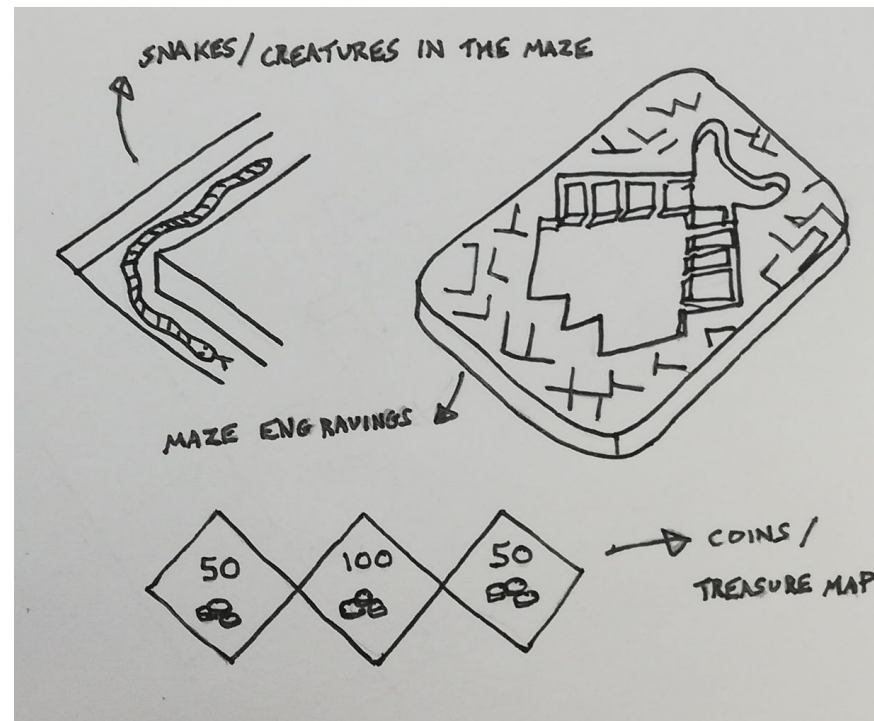 SNAKES/CREATURES IN THE MAZE
MAZE ENGRAVINGS
50
100
50
COINS/
TREASURE MAP